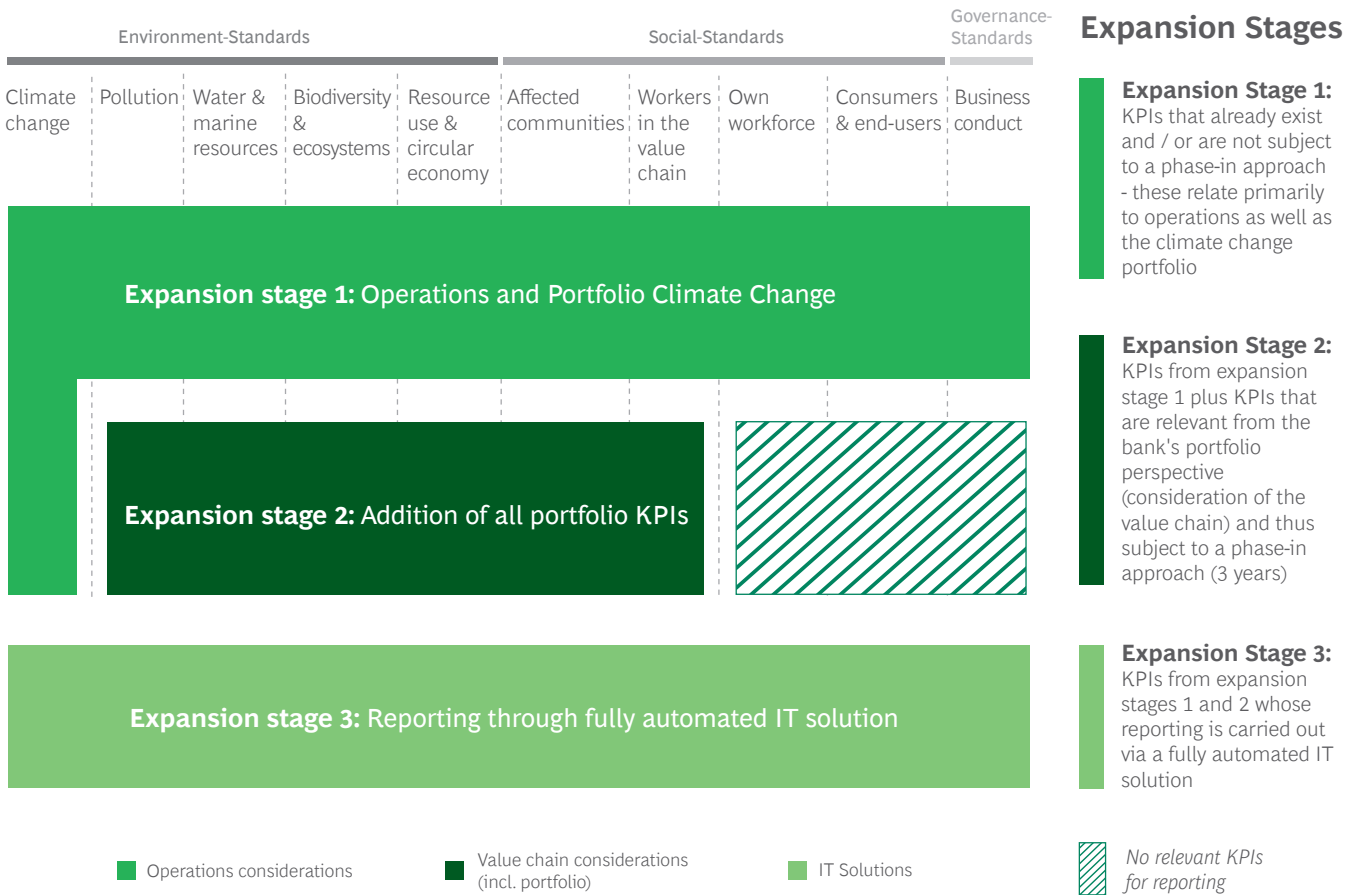 Environment-Standards
Social-Standards
Governance-
Standards
Climate
change
Pollution
Water &
marine
resources
Biodiversity
&
ecosystems
Resource
use &
circular
economy
Affected
communities
Workers
in the
value
chain
Own
workforce
Consumers
& end-users
Business
conduct
Expansion stage 1: Operations and Portfolio Climate Change
Expansion stage 2: Addition of all portfolio KPIs
Expansion stage 3: Reporting through fully automated IT solution
Operations considerations
Value chain considerations
(incl. portfolio)
IT Solutions
Expansion Stages
Expansion Stage 1:
KPIs that already exist
and / or are not subject
to a phase-in approach
- these relate primarily
to operations as well as
the climate change
portfolio
Expansion Stage 2:
KPIs from expansion
stage 1 plus KPIs that
are relevant from the
bank's portfolio
perspective
(consideration of the
value chain) and thus
subject to a phase-in
approach (3 years)
Expansion Stage 3:
KPIs from expansion
stages 1 and 2 whose
reporting is carried out
via a fully automated IT
solution
No relevant KPIs
for reporting